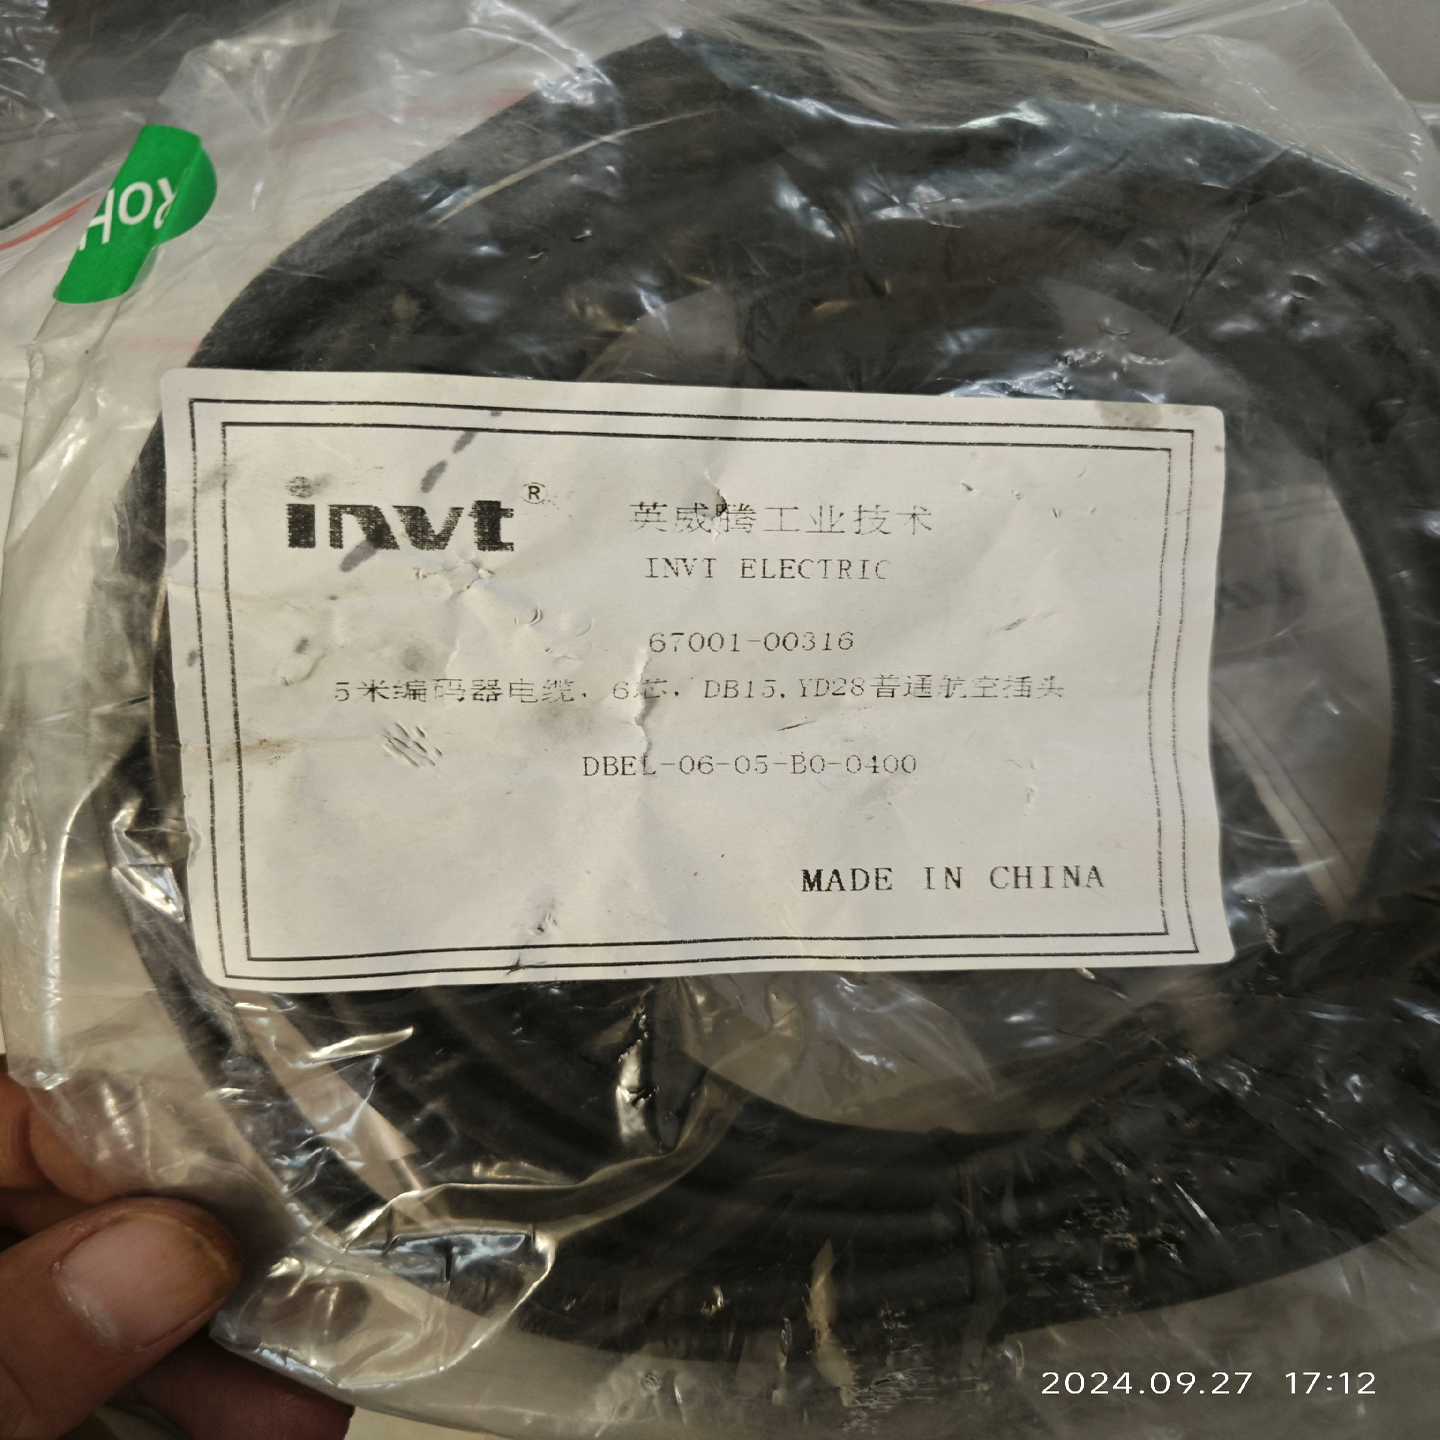 RoH
invt®
英威腾工业技术
INVT ELECTRIC
67001-00316
5米编码器电缆，6芯，DB15,YD28普通航空插头
DBEL-06-05-B0-0400
MADE IN CHINA
2024.09.27 17:12